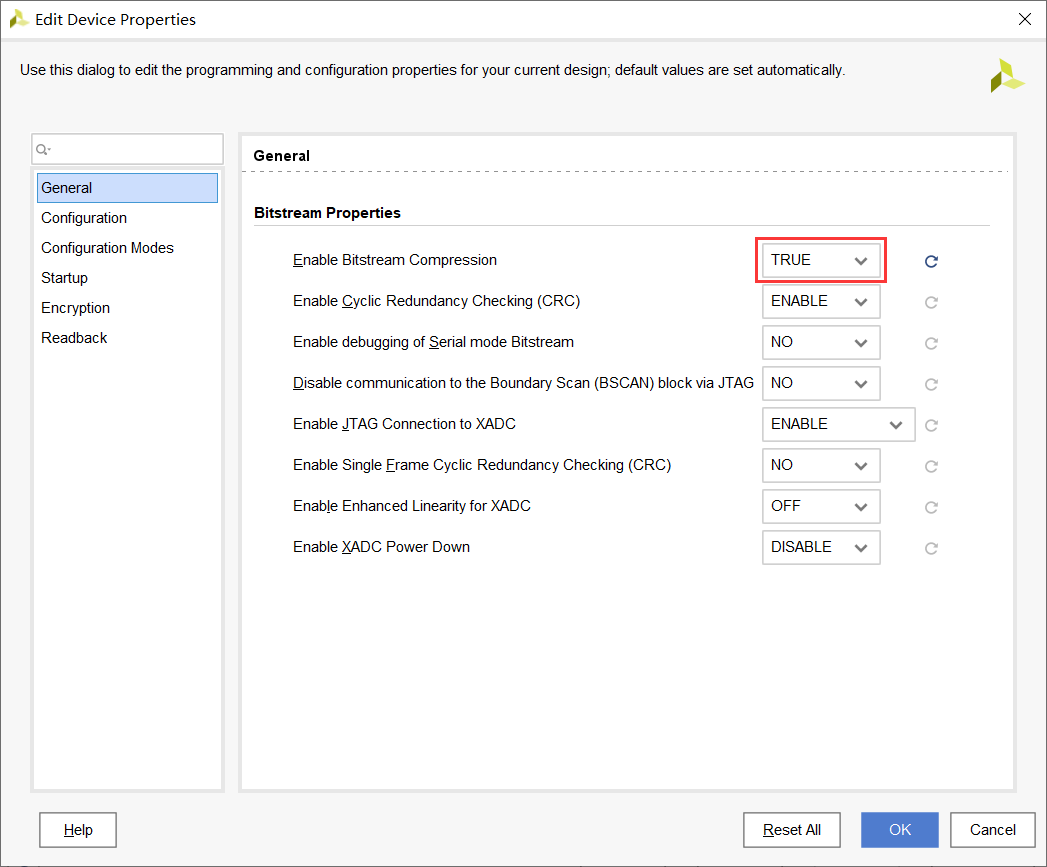 Edit Device Properties
Use this dialog to edit the programming and configuration properties for your current design; default values are set automatically.
General
Configuration
Configuration Modes
Startup
Encryption
Readback
General
Bitstream Properties
Enable Bitstream Compression TRUE
Enable Cyclic Redundancy Checking (CRC) ENABLE
Enable debugging of Serial mode Bitstream NO
Disable communication to the Boundary Scan (BSCAN) block via JTAG NO
Enable JTAG Connection to XADC ENABLE
Enable Single Frame Cyclic Redundancy Checking (CRC) NO
Enable Enhanced Linearity for XADC OFF
Enable XADC Power Down DISABLE
Help Reset All OK Cancel